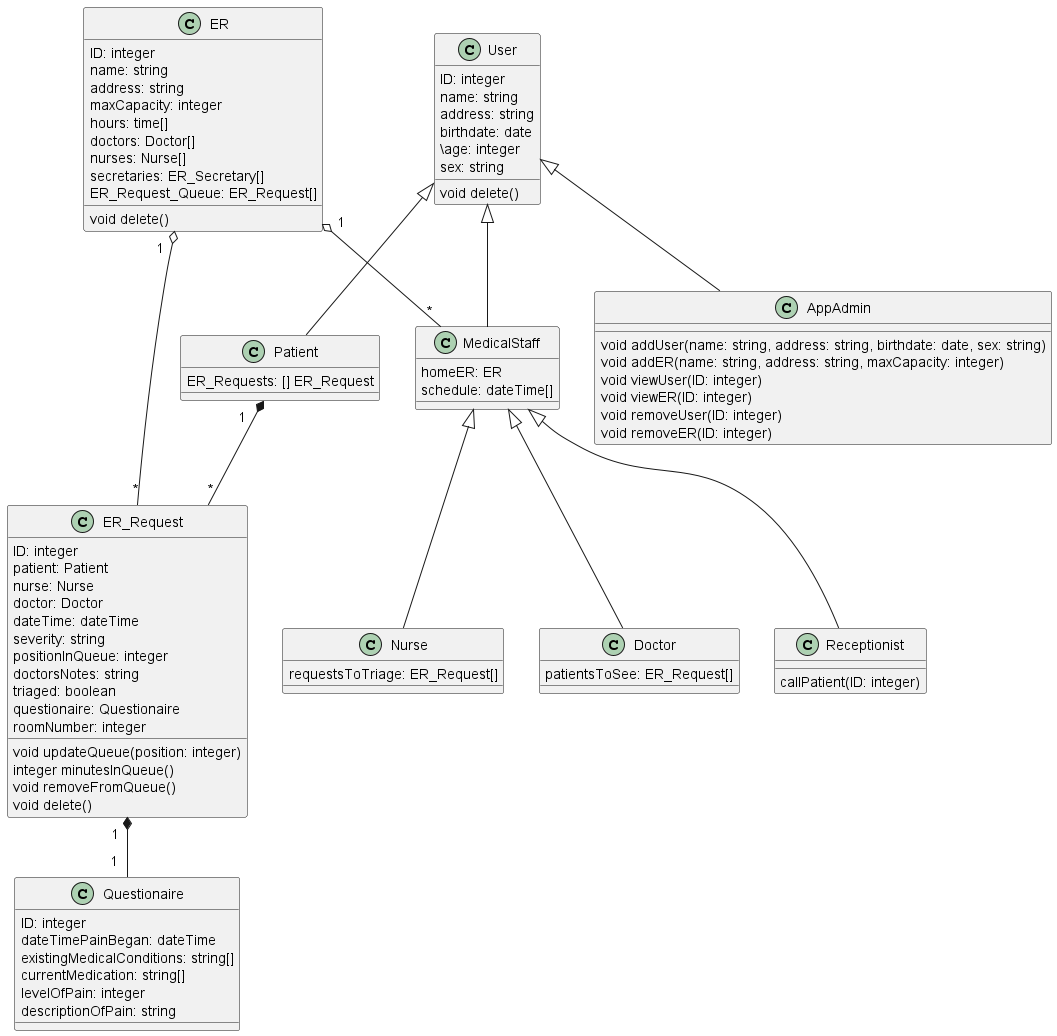 C ER
ID: integer
name: string
address: string
maxCapacity: integer
hours: time[]
doctors: Doctor[]
nurses: Nurse[]
secretaries: ER_Secretary[]
ER_Request_Queue: ER_Request[]
void delete()
C User
ID: integer
name: string
address: string
birthdate: date
\age: integer
sex: string
void delete()
1
1
*
*
1
*
C Patient
ER_Requests: [] ER_Request
C MedicalStaff
homeER: ER
schedule: dateTime[]
C AppAdmin
void addUser(name: string, address: string, birthdate: date, sex: string)
void addER(name: string, address: string, maxCapacity: integer)
void viewUser(ID: integer)
void viewER(ID: integer)
void removeUser(ID: integer)
void removeER(ID: integer)
C ER_Request
ID: integer
patient: Patient
nurse: Nurse
doctor: Doctor
dateTime: dateTime
severity: string
positionInQueue: integer
doctorsNotes: string
triaged: boolean
questionaire: Questionaire
roomNumber: integer
void updateQueue(position: integer)
integer minutesInQueue()
void removeFromQueue()
void delete()
C Nurse
requestsToTriage: ER_Request[]
C Doctor
patientsToSee: ER_Request[]
C Receptionist
callPatient(ID: integer)
1
1
C Questionaire
ID: integer
dateTimePainBegan: dateTime
existingMedicalConditions: string[]
currentMedication: string[]
levelOfPain: integer
descriptionOfPain: string